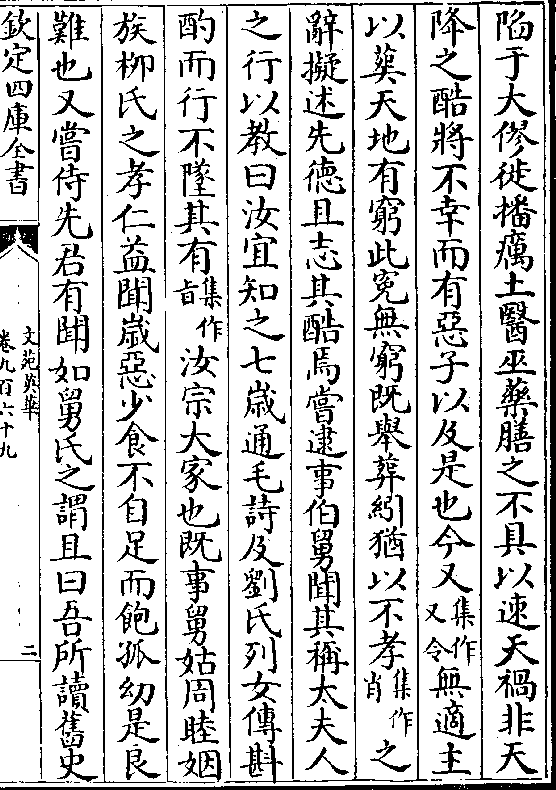 陷于大僇徙播癘土醫巫藥膳之不具以速天禍非天
降之酷將不幸而有惡子以及是也今又集作又令無適主
以葬天地有窮此寃無窮既舉葬紖猶以不孝集作肖之
辭擬述先德且志其酷焉嘗逮事伯舅聞其稱太夫人
之行以教曰汝宜知之七歲通毛詩及劉氏列女傳斟
酌而行不墜其有集作旨汝宗大家也既事舅姑周睦姻
族柳氏之孝仁益聞歲惡少食不自足而飽孤幼是良
難也又嘗侍先君有聞如舅氏之謂且曰吾所讀舊史
欽定四庫全書
文苑英華
卷九百六十九
二